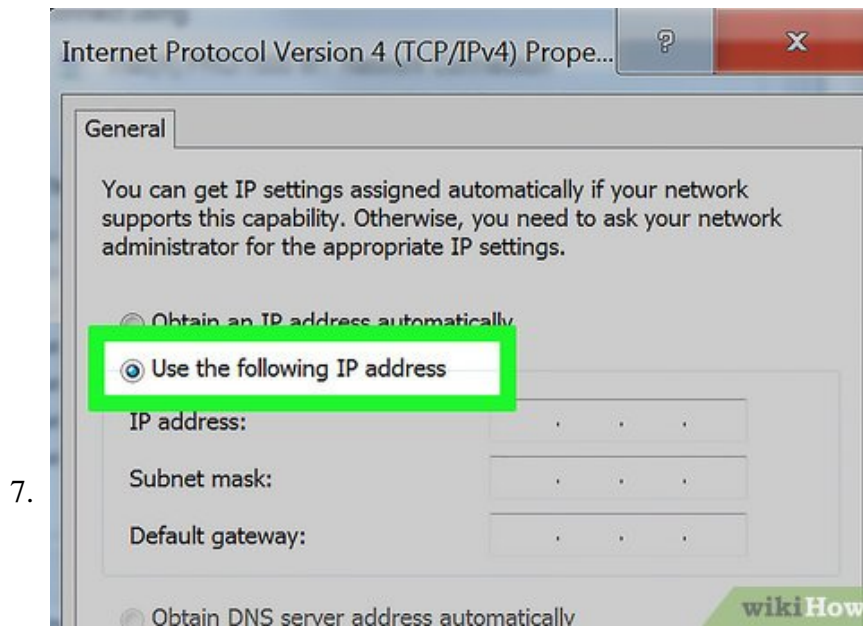 Internet Protocol Version 4 (TCP/IPv4) Prope...
General
You can get IP settings assigned automatically if your network
supports this capability. Otherwise, you need to ask your network
administrator for the appropriate IP settings.
Obtain an IP address automatically
Use the following IP address
IP address:
Subnet mask:
7.
Default gateway:
Obtain DNS server address automatically
wikiHow